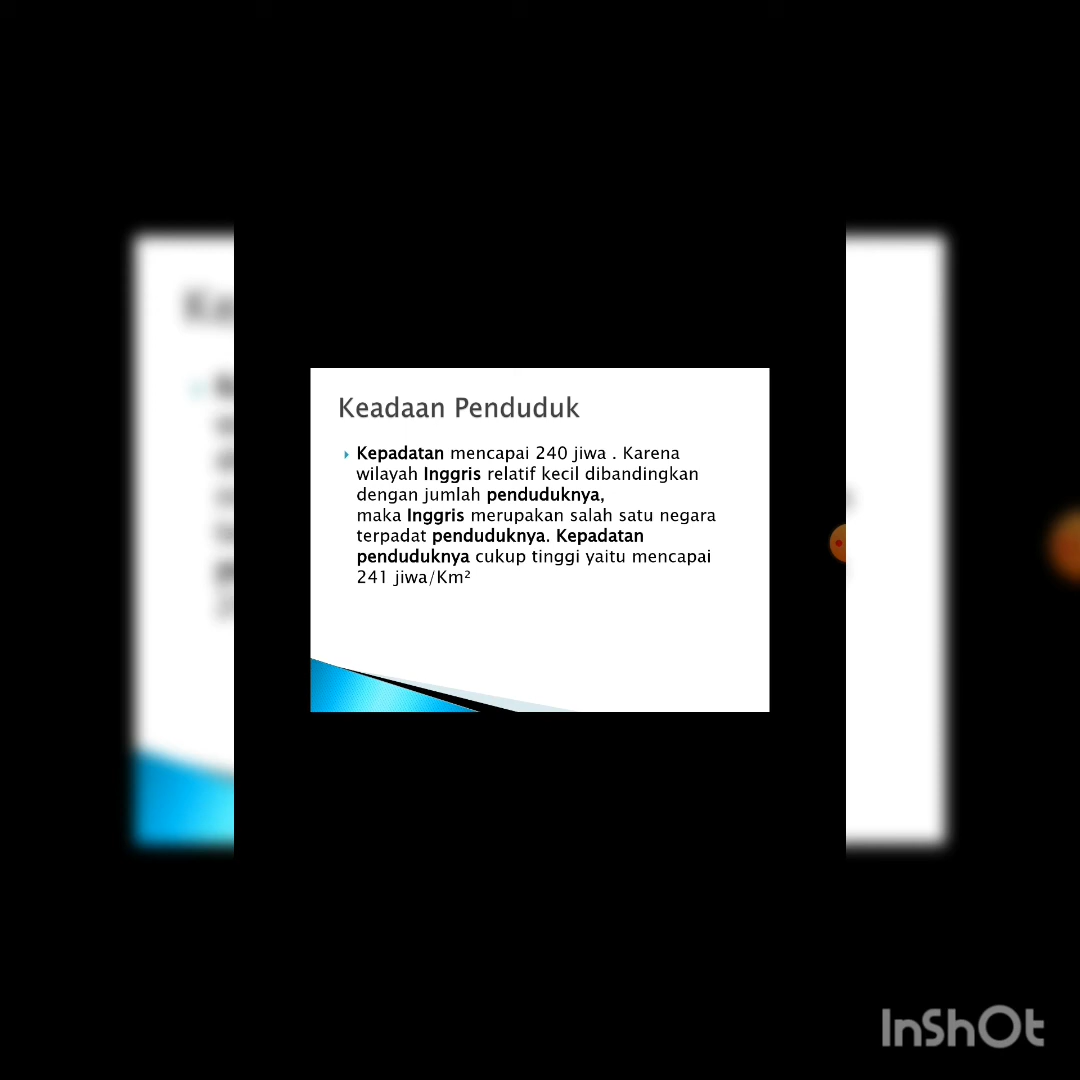 Keadaan Penduduk
Kepadatan mencapai 240 jiwa . Karena
wilayah Inggris relatif kecil dibandingkan
dengan jumlah penduduknya,
maka Inggris merupakan salah satu negara
terpadat penduduknya. Kepadatan
penduduknya cukup tinggi yaitu mencapai
241 jiwa/Km²
InShOt